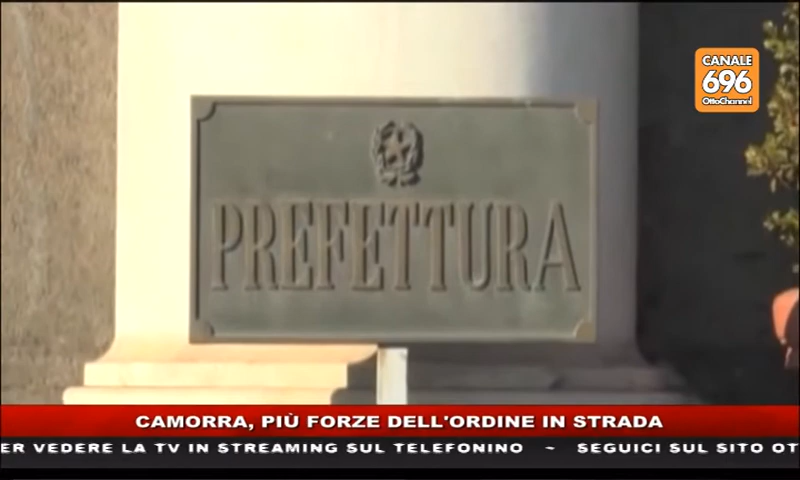 CANALE
696
OttoChannel
PREFETTURA
CAMORRA, PIÙ FORZE DELL'ORDINE IN STRADA
ER VEDERE LA TV IN STREAMING SUL TELEFONINO ~ SEGUICI SUL SITO OT